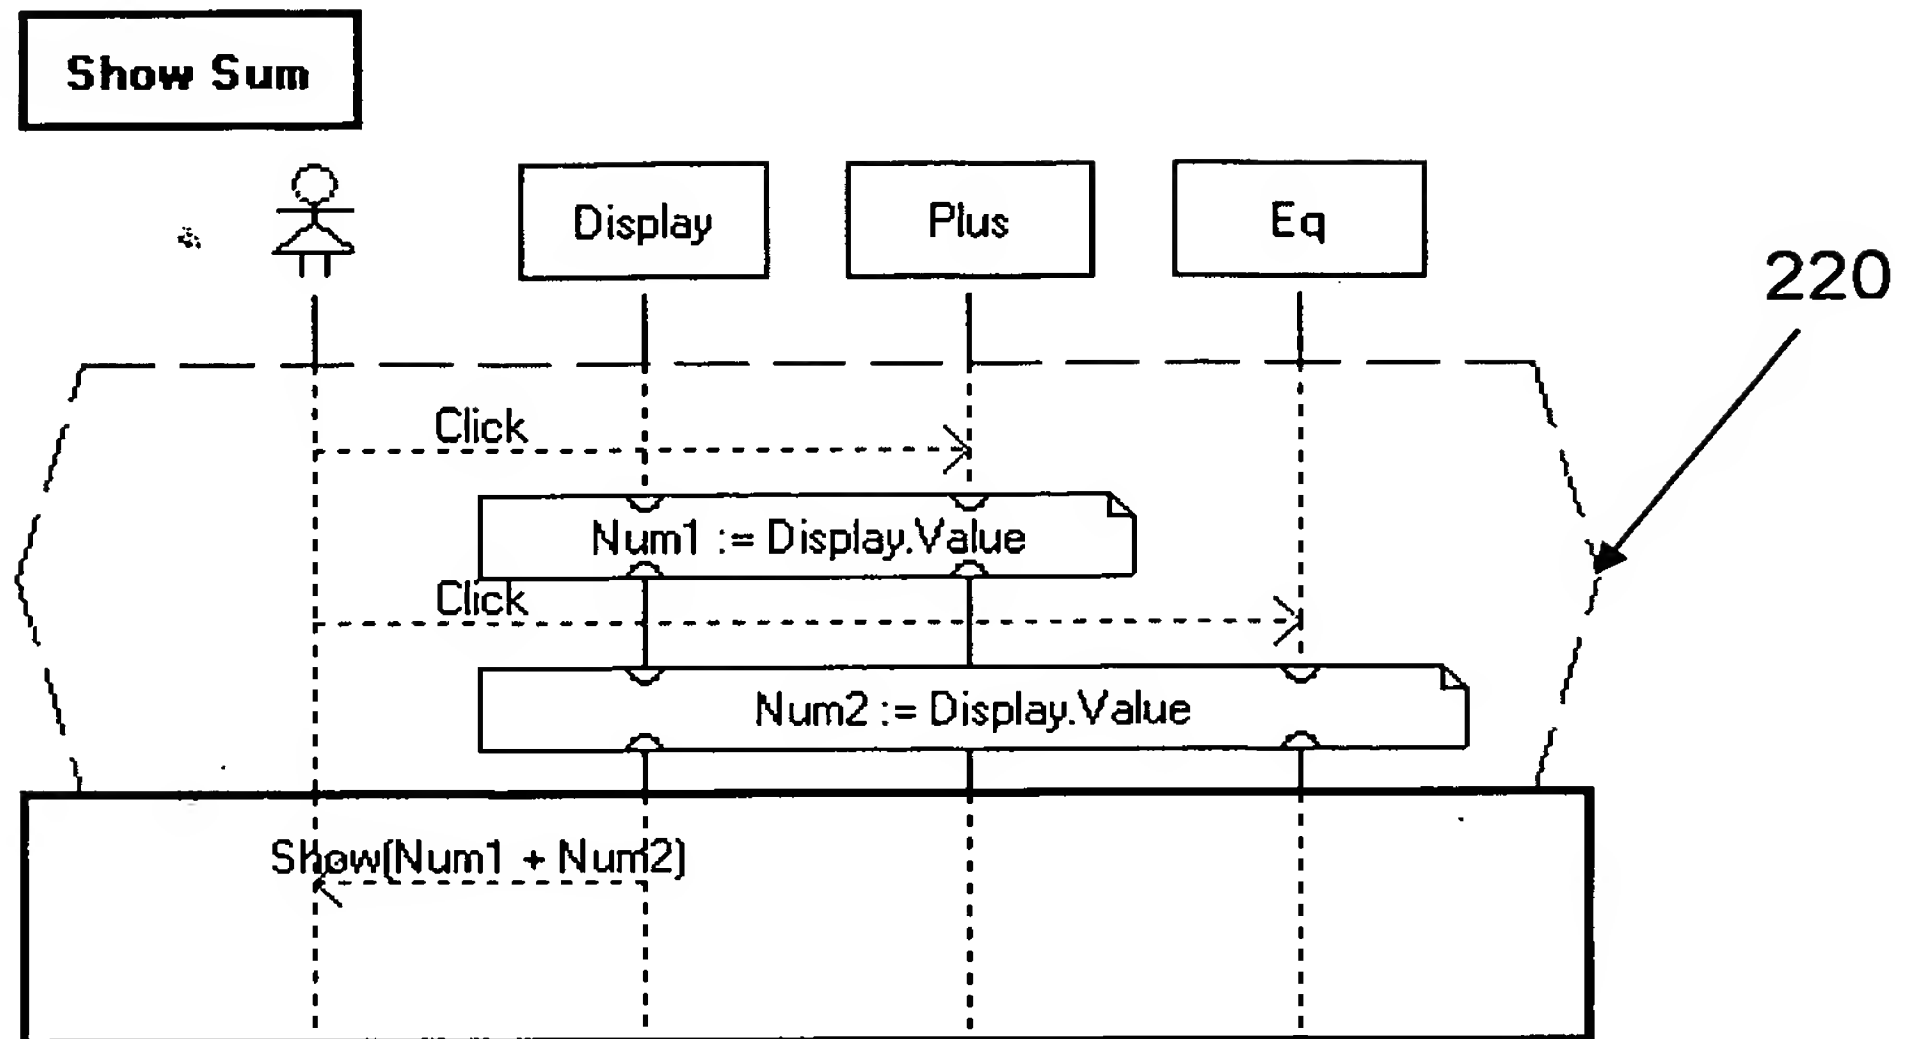 Show Sum
Display
Plus
Eq
220
Click
Num1 := Display.Value
Click
Num2 := Display.Value
Show(Num1 + Num2)